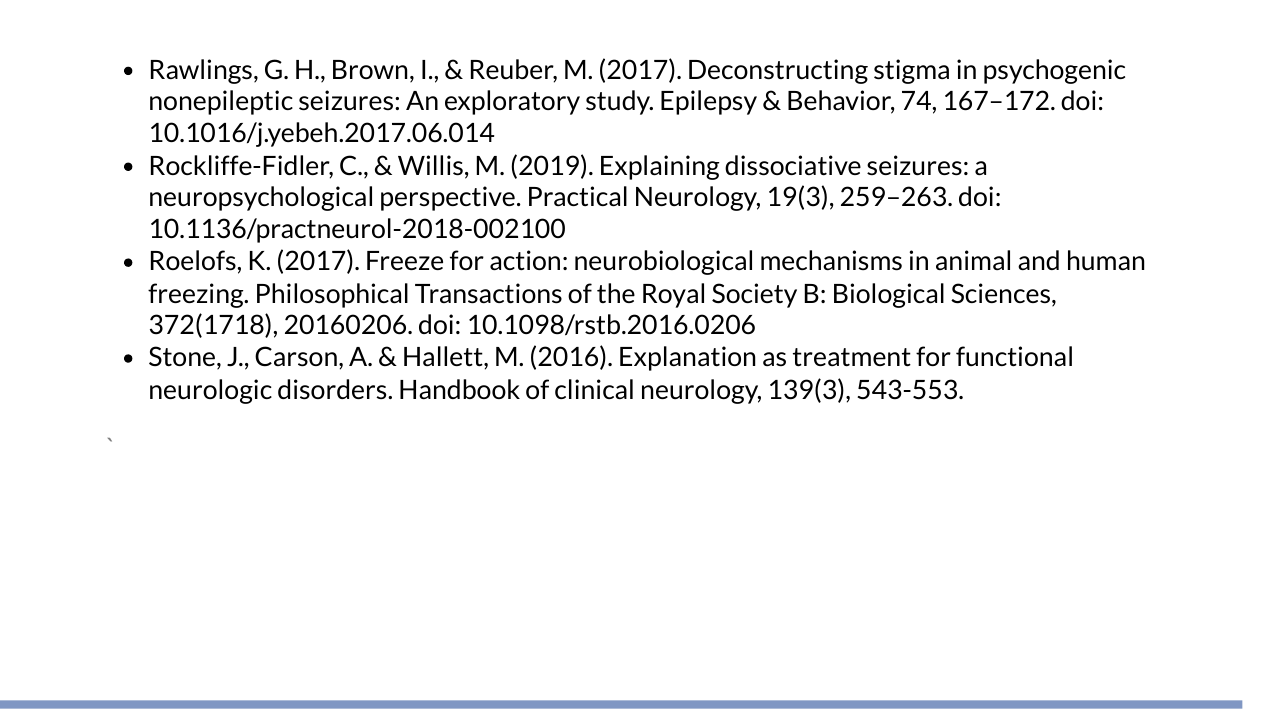 • Rawlings, G. H., Brown, I., & Reuber, M. (2017). Deconstructing stigma in psychogenic
nonepileptic seizures: An exploratory study. Epilepsy & Behavior, 74, 167–172. doi:
10.1016/j.yebeh.2017.06.014
• Rockliffe-Fidler, C., & Willis, M. (2019). Explaining dissociative seizures: a
neuropsychological perspective. Practical Neurology, 19(3), 259–263. doi:
10.1136/practneurol-2018-002100
• Roelofs, K. (2017). Freeze for action: neurobiological mechanisms in animal and human
freezing. Philosophical Transactions of the Royal Society B: Biological Sciences,
372(1718), 20160206. doi: 10.1098/rstb.2016.0206
• Stone, J., Carson, A. & Hallett, M. (2016). Explanation as treatment for functional
neurologic disorders. Handbook of clinical neurology, 139(3), 543-553.
`